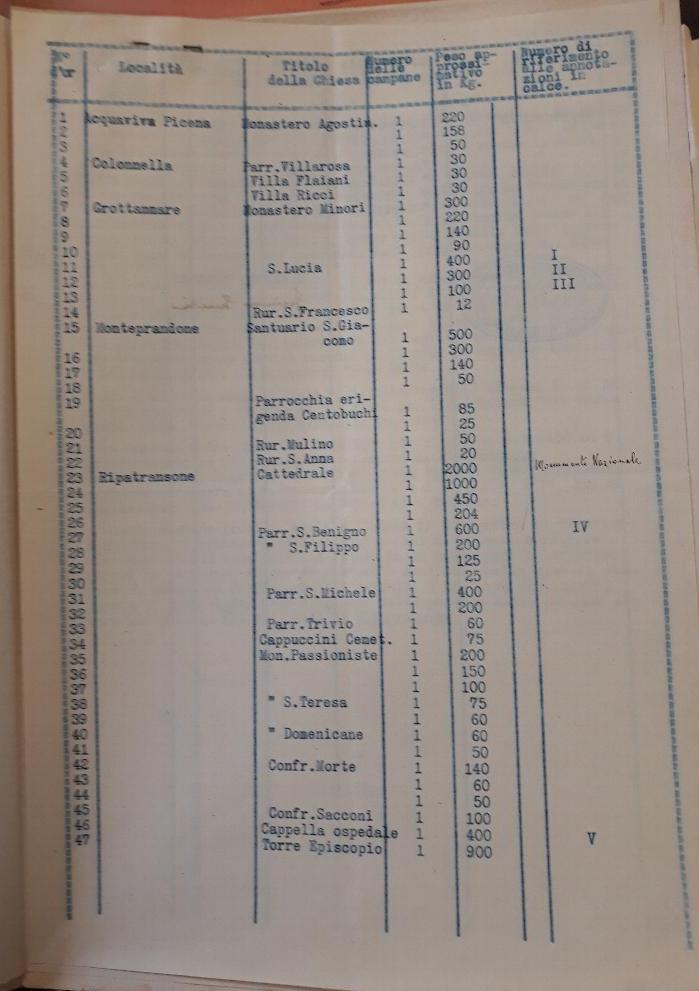 N° d'or Località Titolo della Chiesa Numero delle campane Peso ap-prossi-mativo in Kg. Numero di riferimento alle annota-zioni in calce.
1 Acquaviva Picena Monastero Agostin. 1 220
2 1 158
3 1 50
4 Colonnella Parr.Villarosa 1 30
5 Villa Flaiani 1 30
6 Villa Ricci 1 30
7 Grottammare Monastero Minori 1 300
8 1 220
9 1 140
10 1 90
11 S.Lucia 1 400 I
12 1 300 II
13 1 100 III
14 Rur.S.Francesco 1 12
15 Monteprandone Santuario S.Gia-
como 1 500
16 1 300
17 1 140
18 1 50
19 Parrocchia eri-
genda Centobuchi 1 85
20 1 25
21 Rur.Mulino 1 50
22 Rur.S.Anna 1 20
23 Ripatransone Cattedrale 1 2000 Monumento Nazionale
24 1 1000
25 1 450
26 1 204
27 Parr.S.Benigno 1 600 IV
28 " S.Filippo 1 200
29 1 125
30 1 25
31 Parr.S.Michele 1 400
32 1 200
33 Parr.Trivio 1 60
34 Cappuccini Cemet. 1 75
35 Mon.Passioniste 1 200
36 1 150
37 1 100
38 " S.Teresa 1 75
39 1 60
40 " Domenicane 1 60
41 1 50
42 Confr.Morte 1 140
43 1 60
44 1 50
45 Confr.Sacconi 1 100
46 Cappella ospedale 1 400 V
47 Torre Episcopio 1 900